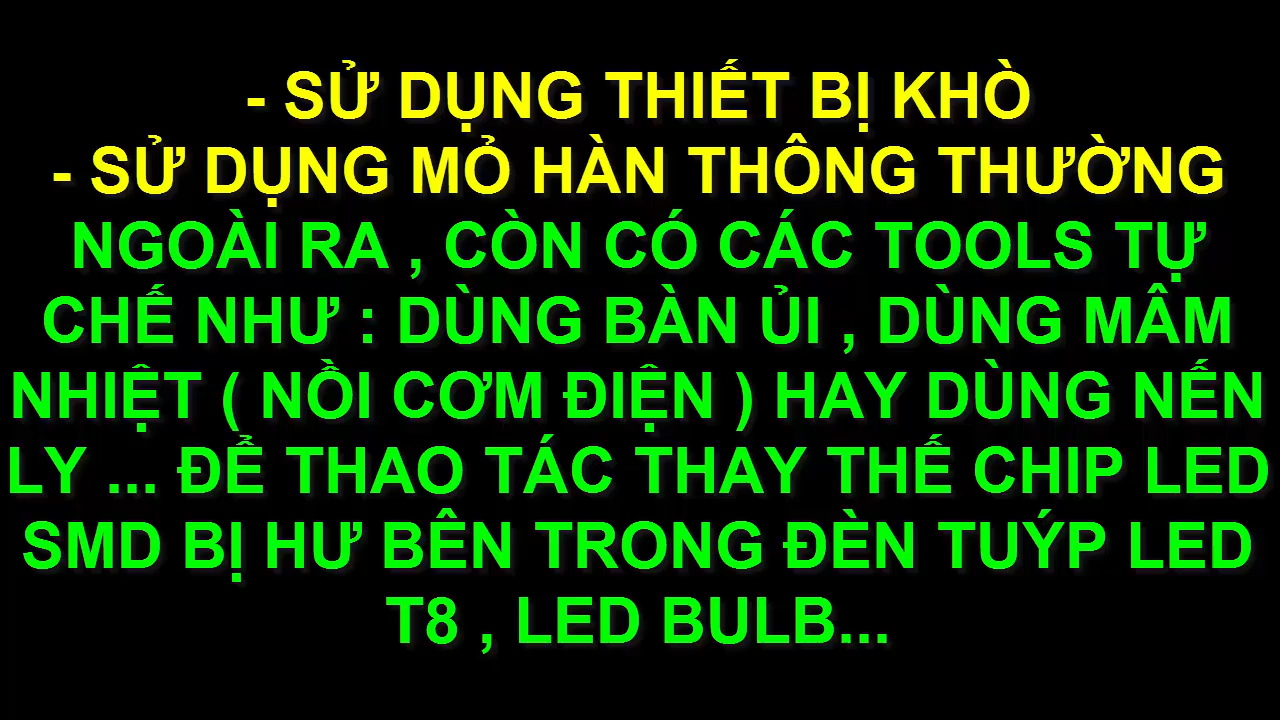 - SỬ DỤNG THIẾT BỊ KHÒ
- SỬ DỤNG MỎ HÀN THÔNG THƯỜNG
NGOÀI RA , CÒN CÓ CÁC TOOLS TỰ
CHẾ NHƯ : DÙNG BÀN ỦI , DÙNG MÂM
NHIỆT ( NỒI CƠM ĐIỆN ) HAY DÙNG NẾN
LY ... ĐỂ THAO TÁC THAY THẾ CHIP LED
SMD BỊ HƯ BÊN TRONG ĐÈN TUÝP LED
T8 , LED BULB...